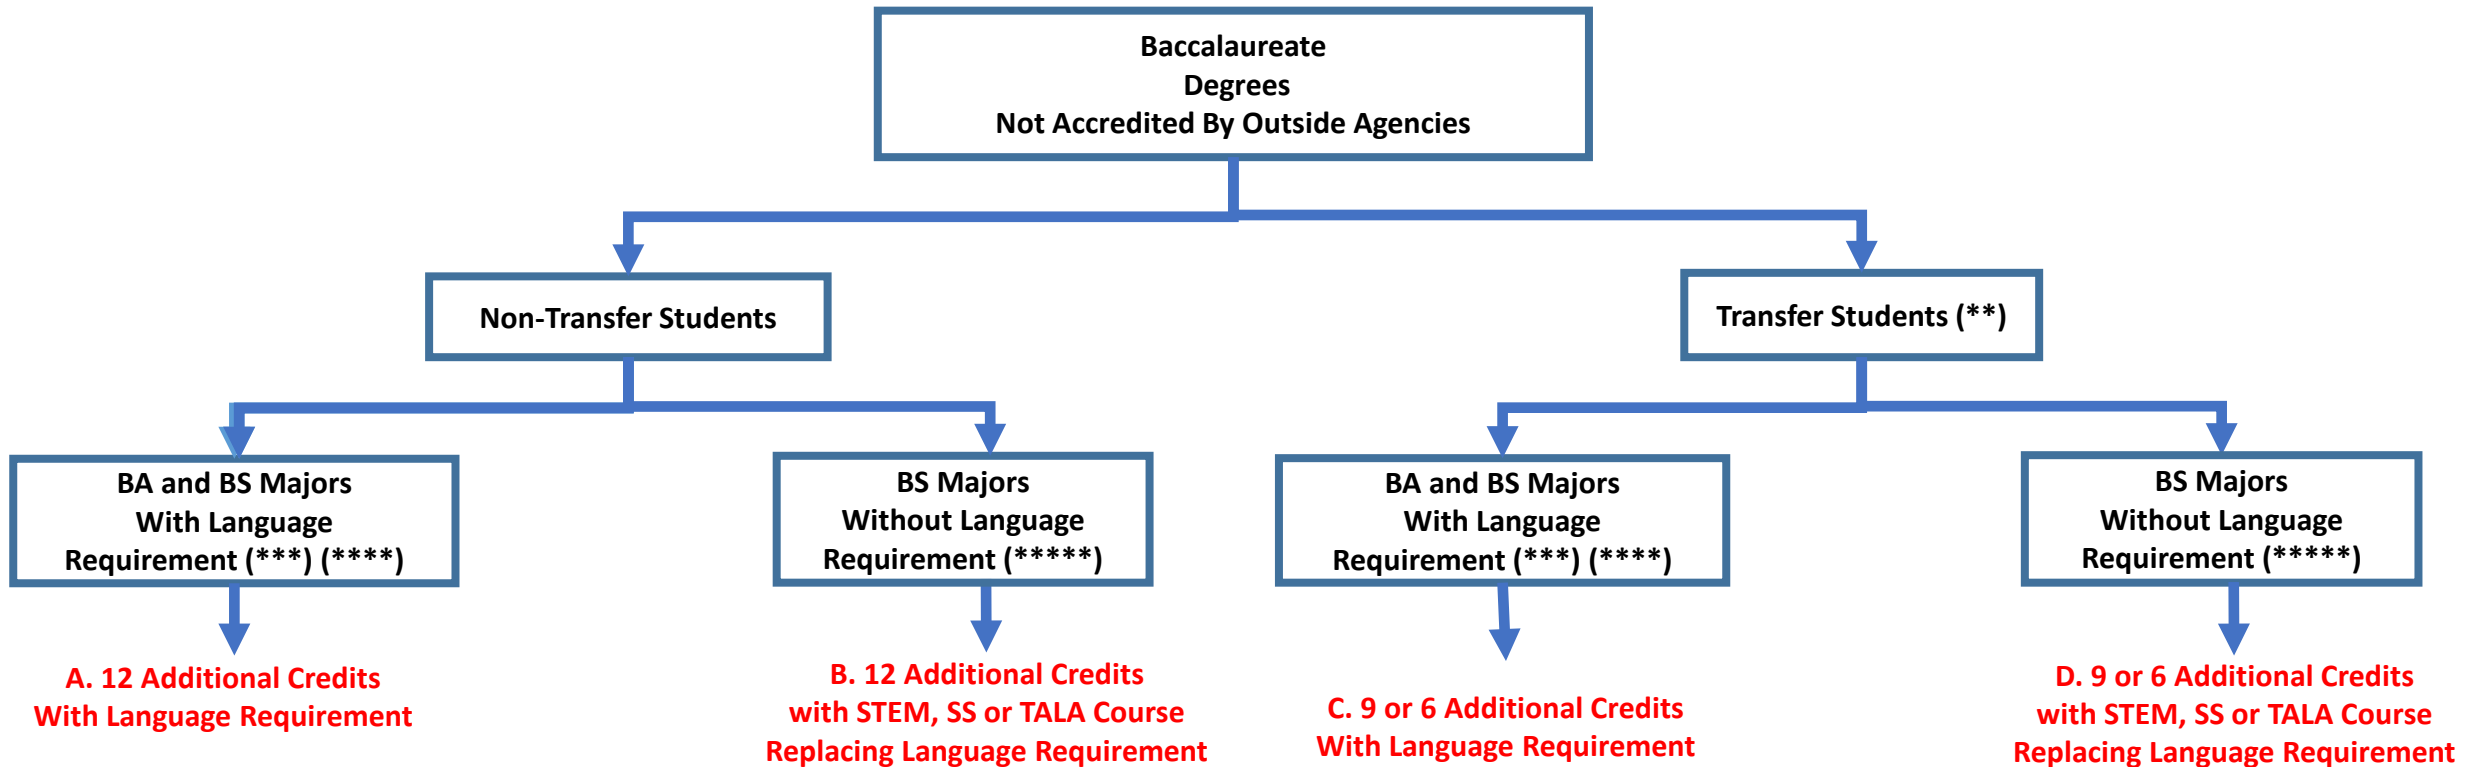 Baccalaureate
Degrees
Not Accredited By Outside Agencies
Non-Transfer Students
Transfer Students (**)
BA and BS Majors
With Language
Requirement (***) (****)
BS Majors
Without Language
Requirement (*****)
BA and BS Majors
With Language
Requirement (***) (****)
BS Majors
Without Language
Requirement (*****)
A. 12 Additional Credits
With Language Requirement
B. 12 Additional Credits
with STEM, SS or TALA Course
Replacing Language Requirement
C. 9 or 6 Additional Credits
With Language Requirement
D. 9 or 6 Additional Credits
with STEM, SS or TALA Course
Replacing Language Requirement